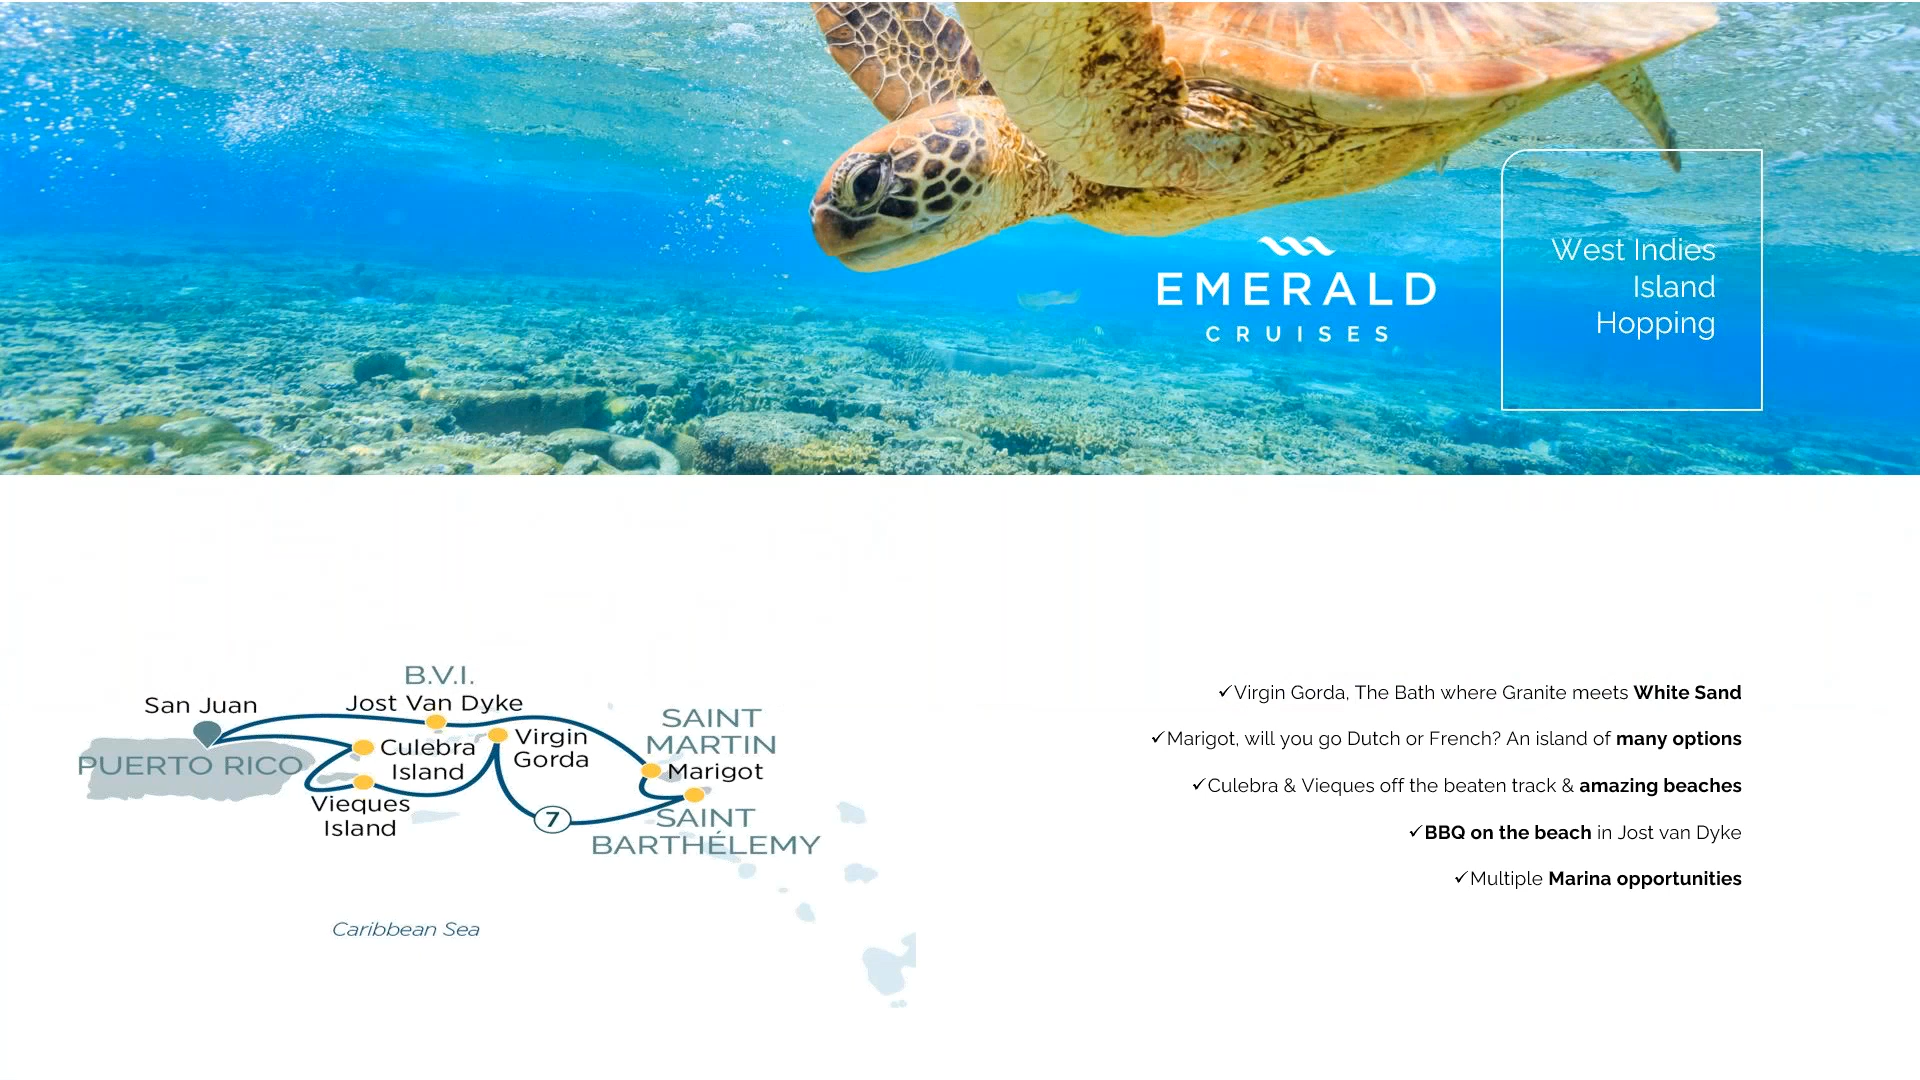 EMERALD
CRUISES
West Indies
Island
Hopping
B.V.I.
San Juan
Jost Van Dyke
SAINT
MARTIN
Virgin
Gorda
Culebra
Island
PUERTO RICO
Marigot
Vieques
Island
7
SAINT
BARTHÉLEMY
Caribbean Sea
✓Virgin Gorda, The Bath where Granite meets White Sand
✓Marigot, will you go Dutch or French? An island of many options
✓Culebra & Vieques off the beaten track & amazing beaches
✓BBQ on the beach in Jost van Dyke
✓Multiple Marina opportunities